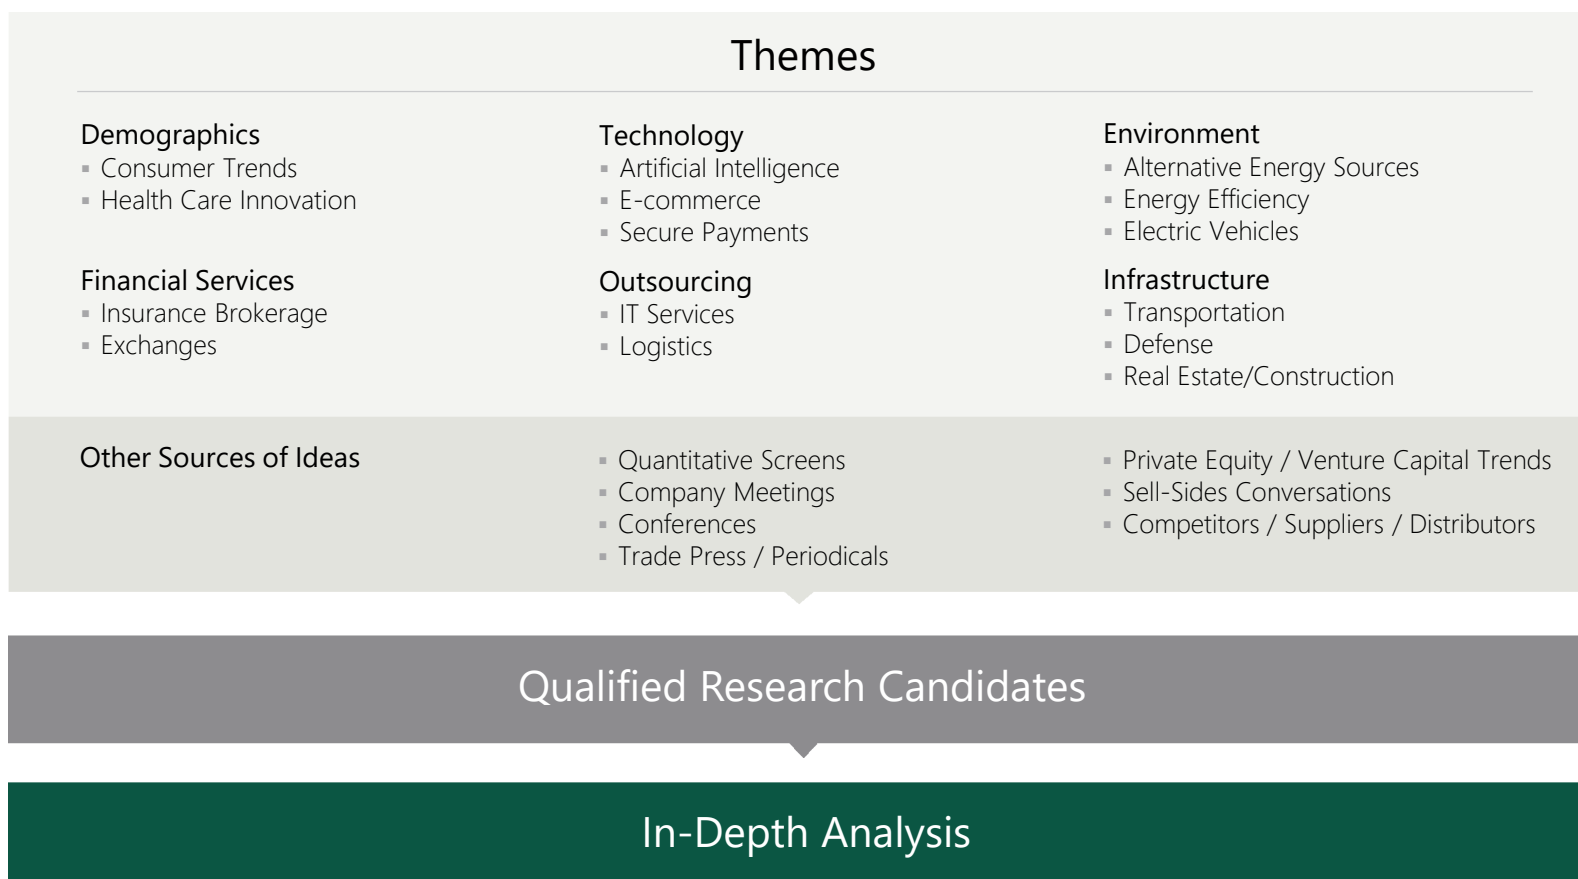 Themes
Demographics
▪ Consumer Trends
▪ Health Care Innovation
Technology
▪ Artificial Intelligence
▪ E-commerce
▪ Secure Payments
Environment
▪ Alternative Energy Sources
▪ Energy Efficiency
▪ Electric Vehicles
Financial Services
▪ Insurance Brokerage
▪ Exchanges
Outsourcing
▪ IT Services
▪ Logistics
Infrastructure
▪ Transportation
▪ Defense
▪ Real Estate/Construction
Other Sources of Ideas
▪ Quantitative Screens
▪ Company Meetings
▪ Conferences
▪ Trade Press / Periodicals
▪ Private Equity / Venture Capital Trends
▪ Sell-Sides Conversations
▪ Competitors / Suppliers / Distributors
Qualified Research Candidates
In-Depth Analysis